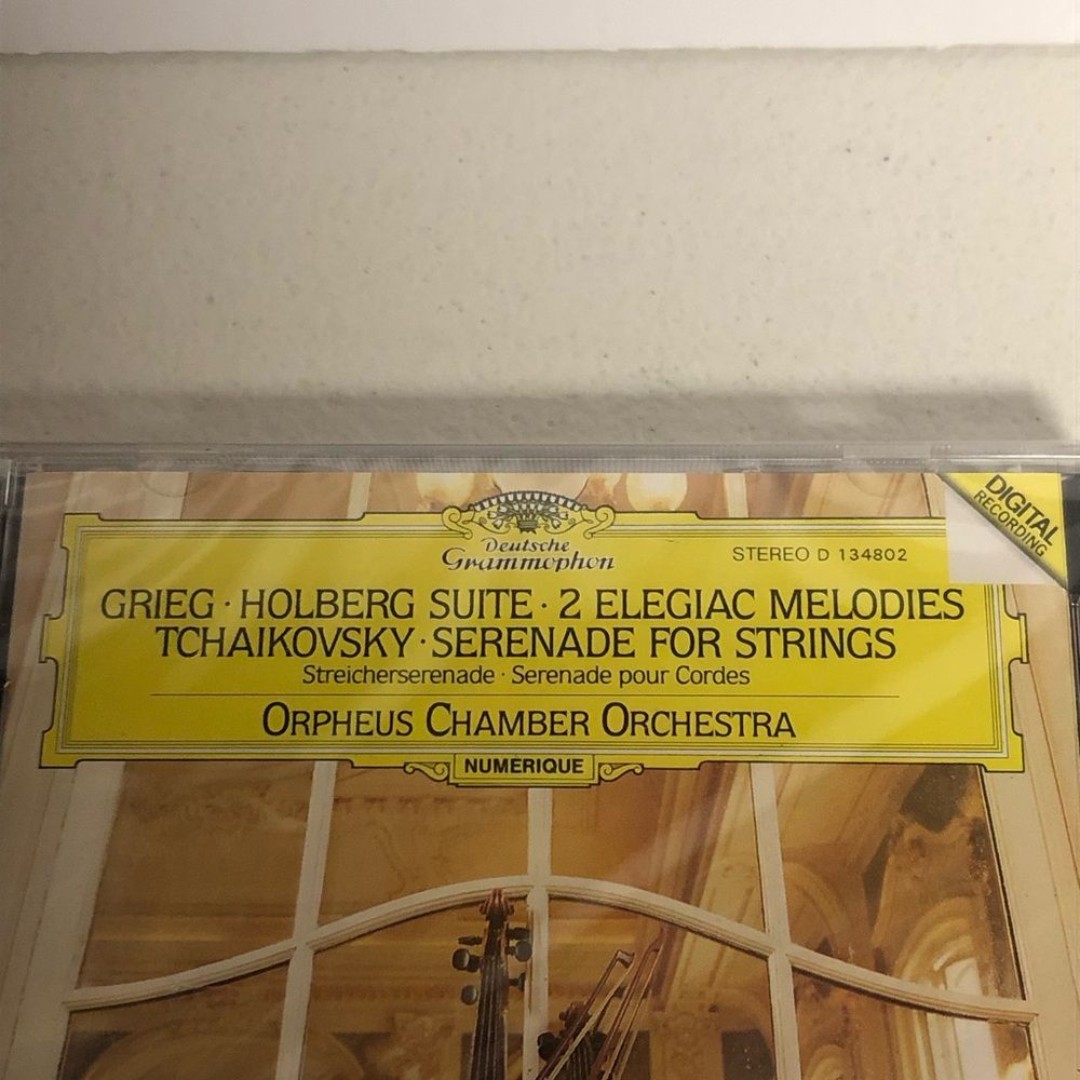 Deutsche
Grammophon
STEREO D 134802
DIGITAL
RECORDING
GRIEG · HOLBERG SUITE · 2 ELEGIAC MELODIES
TCHAIKOVSKY · SERENADE FOR STRINGS
Streicherserenade · Serenade pour Cordes
ORPHEUS CHAMBER ORCHESTRA
NUMÉRIQUE